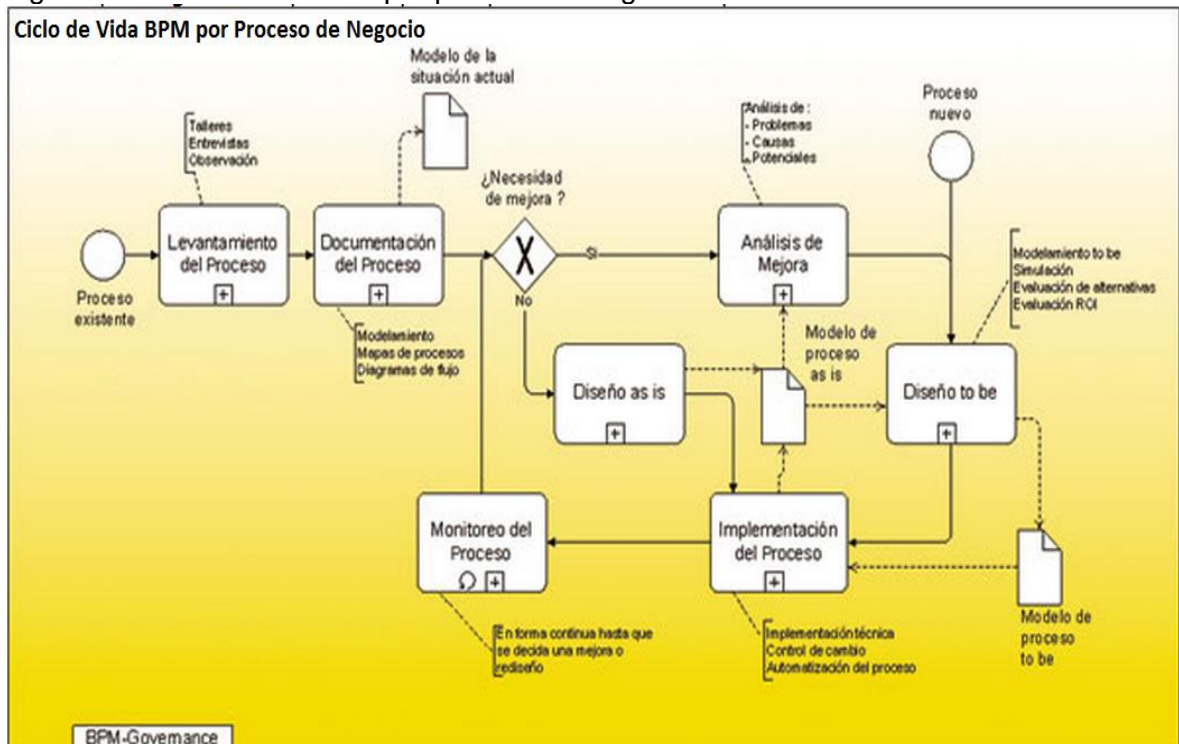 Ciclo de Vida BPM por Proceso de Negocio
Modelo de la
situación actual
Proceso
nuevo
Talleres
Entrevistas
Observación
Análisis de :
- Problemas
- Causas
- Potenciales
¿Necesidad
de mejora ?
Levantamiento
del Proceso
Documentación
del Proceso
X
Si
No
Análisis de
Mejora
Proceso
existente
Modelamiento to be
Simulación
Evaluación de alternativas
Evaluación ROI
Modelamiento
Mapas de procesos
Diagramas de flujo
Modelo de
proceso
as is
Diseño as is
Diseño to be
Monitoreo del
Proceso
Implementación
del Proceso
Modelo de
proceso
to be
En forma continua hasta que
se decida una mejora o
rediseño
Implementación técnica
Control de cambio
Automatización del proceso
BPM-Governance